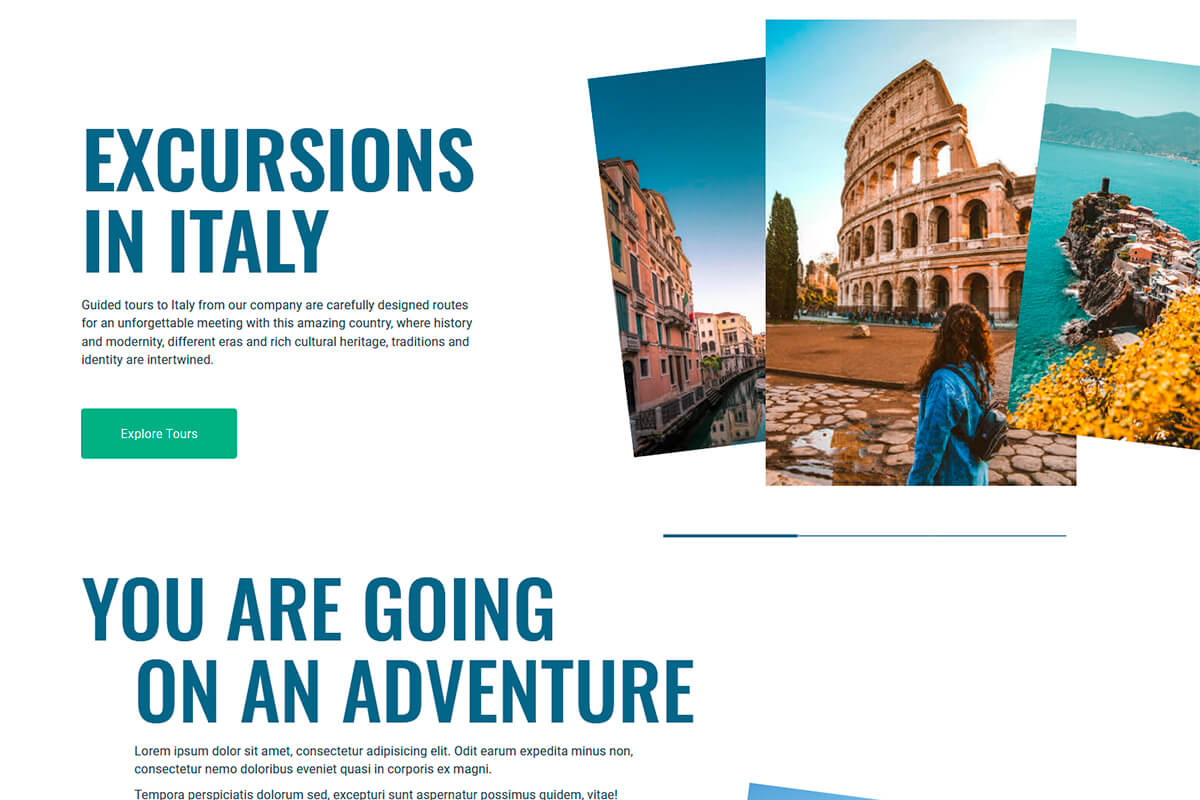 EXCURSIONS
IN ITALY
Guided tours to Italy from our company are carefully designed routes
for an unforgettable meeting with this amazing country, where history
and modernity, different eras and rich cultural heritage, traditions and
identity are intertwined.
Explore Tours
YOU ARE GOING
ON AN ADVENTURE
Lorem ipsum dolor sit amet, consectetur adipisicing elit. Odit earum expedita minus non,
consectetur nemo doloribus eveniet quasi in corporis ex magni.
Tempora perspiciatis dolorum sed, excepturi sunt aspernatur possimus quidem, vitae!